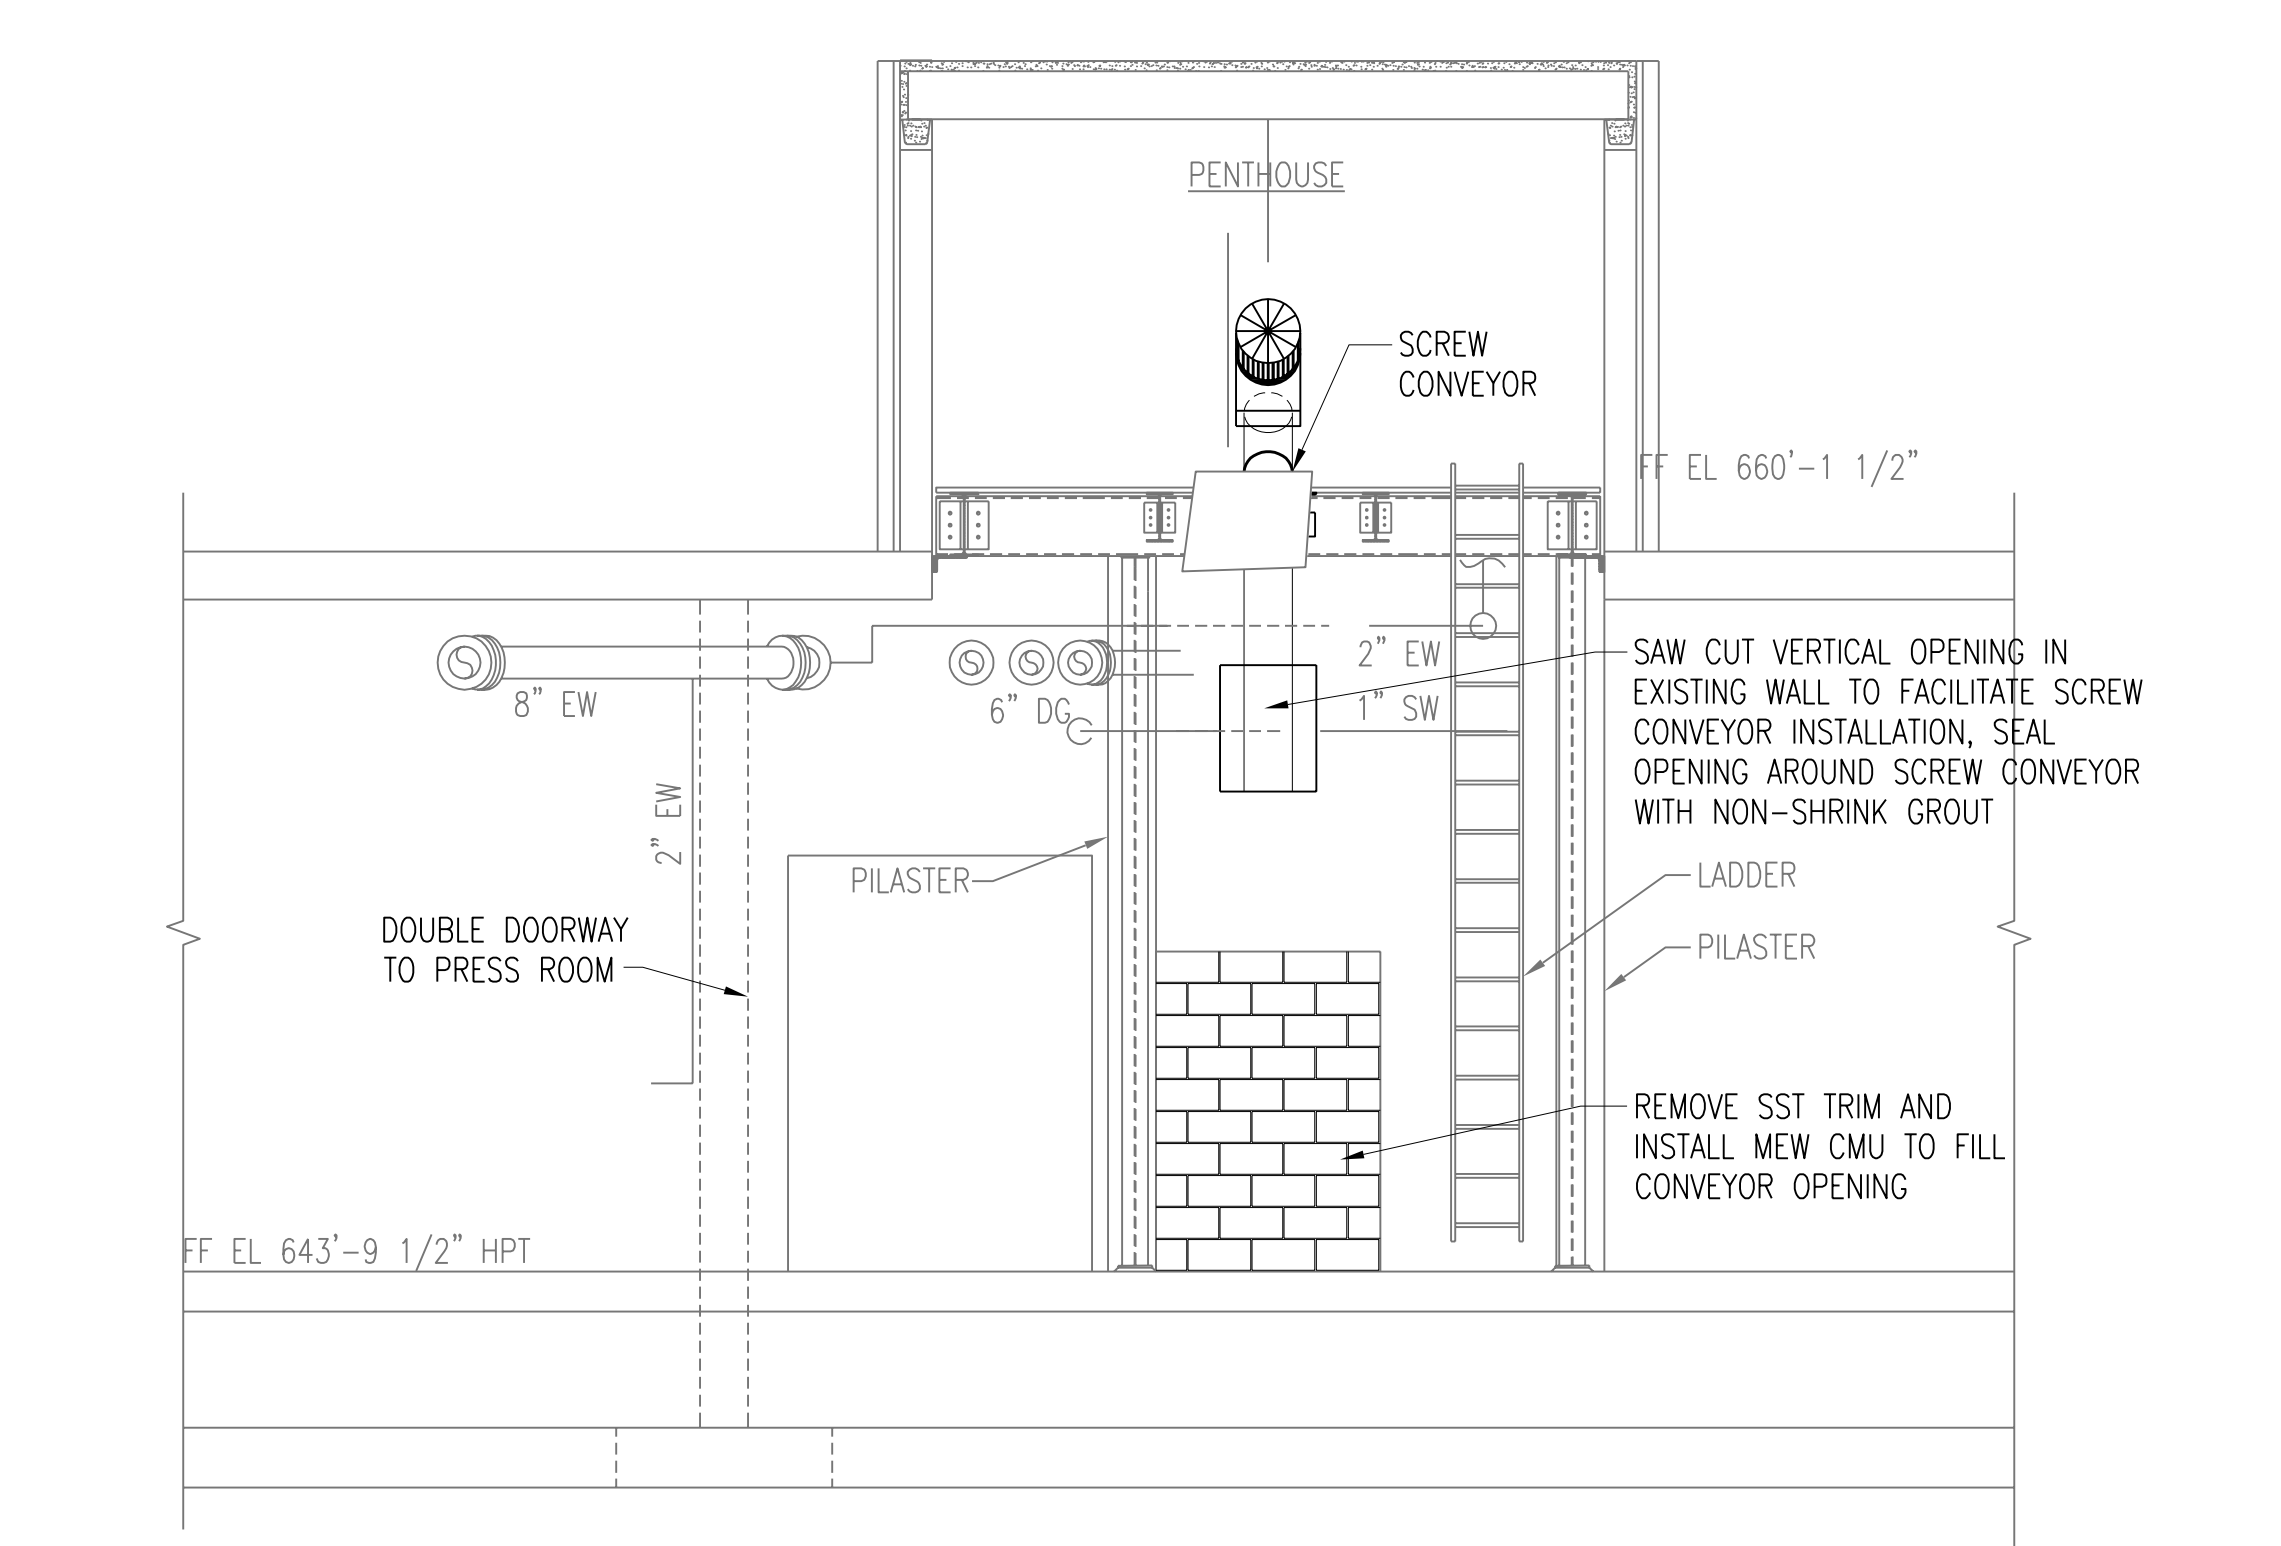 PENTHOUSE
SCREW
CONVEYOR
FF EL 660'-1 1/2"
2" EW
8" EW
6" DG
1" SW
SAW CUT VERTICAL OPENING IN
EXISTING WALL TO FACILITATE SCREW
CONVEYOR INSTALLATION, SEAL
OPENING AROUND SCREW CONVEYOR
WITH NON-SHRINK GROUT
2" EW
PILASTER
LADDER
DOUBLE DOORWAY
TO PRESS ROOM
PILASTER
REMOVE SST TRIM AND
INSTALL MEW CMU TO FILL
CONVEYOR OPENING
FF EL 643'-9 1/2" HPT